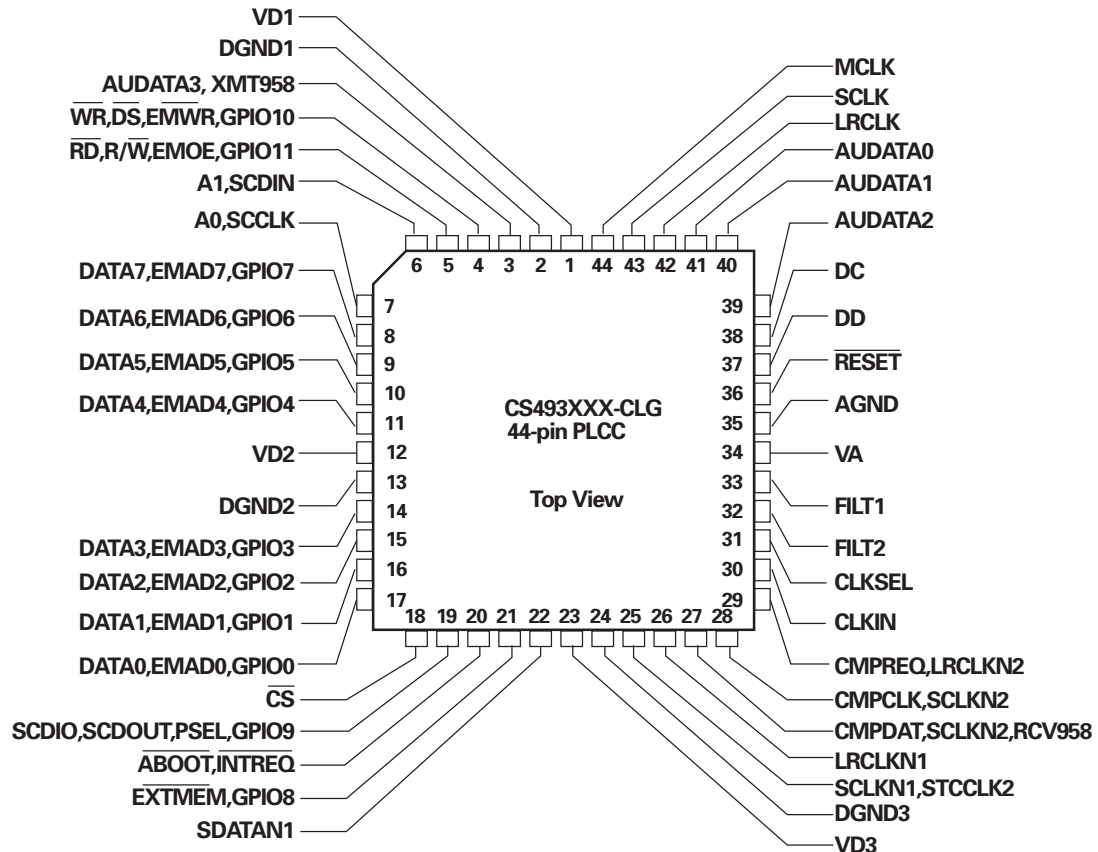 VD1
DGND1
AUDATA3, XMT958
WR,DS,EMWR,GPIO10
RD,R/W,EMOE,GPIO11
A1,SCDIN
A0,SCCLK
DATA7,EMAD7,GPIO7
DATA6,EMAD6,GPIO6
DATA5,EMAD5,GPIO5
DATA4,EMAD4,GPIO4
VD2
DGND2
DATA3,EMAD3,GPIO3
DATA2,EMAD2,GPIO2
DATA1,EMAD1,GPIO1
DATA0,EMAD0,GPIO0
CS
SCDIO,SCDOUT,PSEL,GPIO9
ABOOT,INTREQ
EXTMEM,GPIO8
SDATAN1
MCLK
SCLK
LRCLK
AUDATA0
AUDATA1
AUDATA2
DC
DD
RESET
AGND
VA
FILT1
FILT2
CLKSEL
CLKIN
CMPREQ,LRCLKN2
CMPCLK,SCLKN2
CMPDAT,SCLKN2,RCV958
LRCLKN1
SCLKN1,STCCLK2
DGND3
VD3
6 5 4 3 2 1 44 43 42 41 40
7
8
9
10
11
12
13
14
15
16
17
39
38
37
36
35
34
33
32
31
30
29
18 19 20 21 22 23 24 25 26 27 28
CS493XXX-CLG
44-pin PLCC
Top View